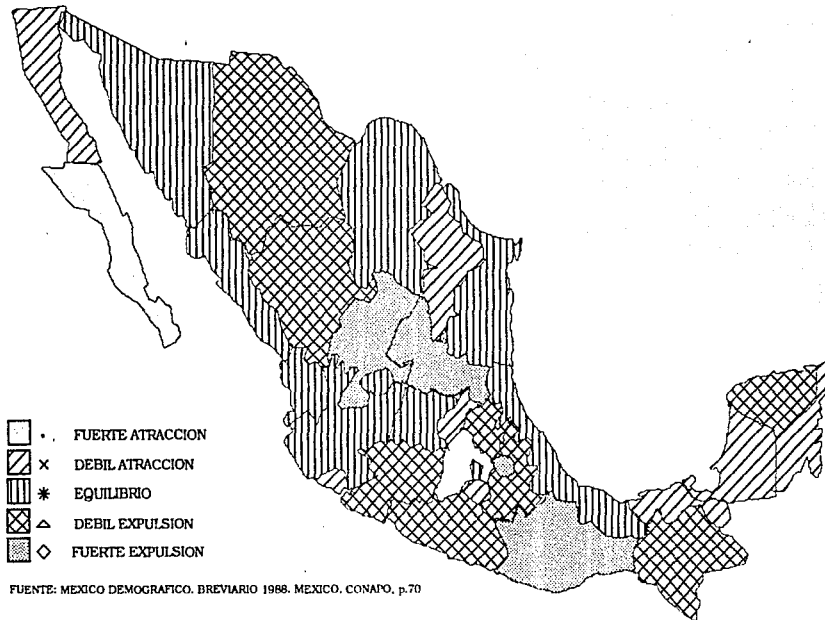 FUERTE ATRACCION
DEBIL ATRACCION
EQUILIBRIO
DEBIL EXPULSION
FUERTE EXPULSION
FUENTE: MEXICO DEMOGRAFICO. BREVIARIO 1988. MEXICO. CONAPO. p.70